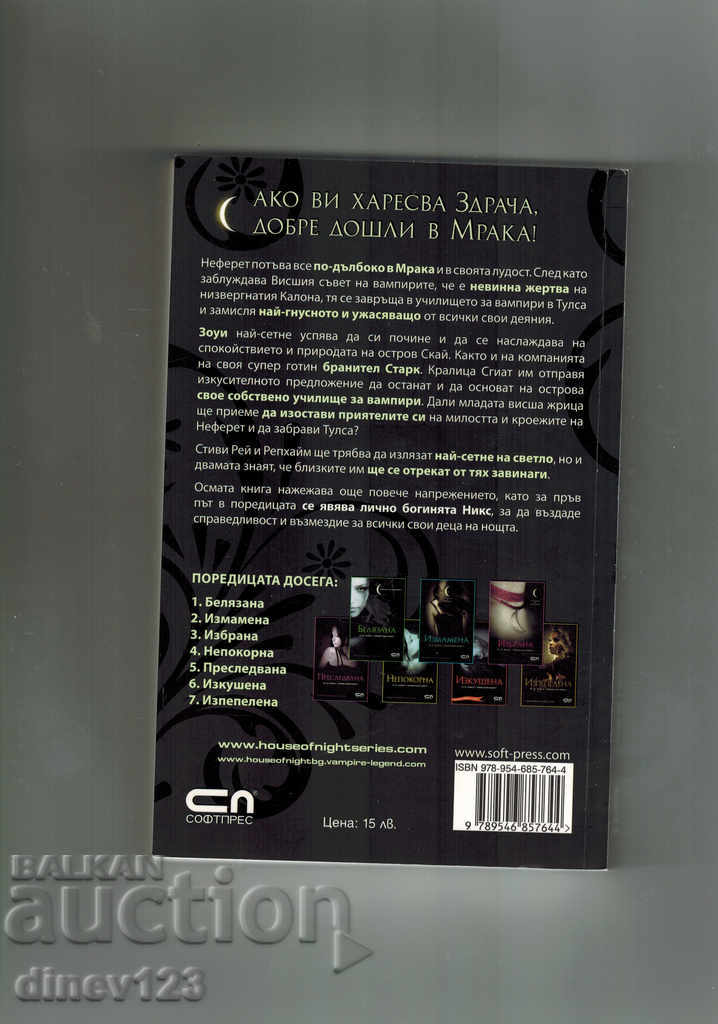 АКО ВИ ХАРЕСВА ЗДРАЧА,
ДОБРЕ ДОШЛИ В МРАКА!
Неферет потъва все по-дълбоко в Мрака и в своята лудост. След като
заблуждава Висшия съвет на вампирите, че е невинна жертва на
низвергнатия Калона, тя се завръща в училището за вампири в Тулса
и замисля най-гнусното и ужасяващо от всички свои деяния.
Зоуи най-сетне успява да си почине и да се наслаждава на
спокойствието и природата на остров Скай. Както и на компанията
на своя супер готин бранител Старк. Кралица Сгиат им отправя
изкусителното предложение да останат и да основат на острова
свое собствено училище за вампири. Дали младата висша жрица
ще приеме да изостави приятелите си на милостта и кроежите на
Неферет и да забрави Тулса?
Стиви Рей и Репхайм ще трябва да излязат най-сетне на светло, но и
двамата знаят, че близките им ще се отрекат от тях завинаги.
Осмата книга нажежава още повече напрежението, като за пръв
път в поредицата се явява лично богинята Никс, за да въздаде
справедливост и възмездие за всички свои деца на нощта.
ПОРЕДИЦАТА ДОСЕГА:
1. Белязана
2. Измамена
3. Избрана
4. Непокорна
5. Преследвана
6. Изкушена
7. Изпепелена
БЕЛЯЗАНА
ИЗМАМЕНА
ИЗБРАНА
ПРЕСЛЕДВАНА
НЕПОКОРНА
ИЗКУШЕНА
ИЗПЕПЕЛЕНА
www.houseofnightseries.com
www.houseofnightbg.vampire-legend.com
www.soft-press.com
ISBN 978-954-685-764-4
9 789546 857644
СП
СОФТПРЕС
Цена: 15 лв.
BALKAN
auction
dinev123